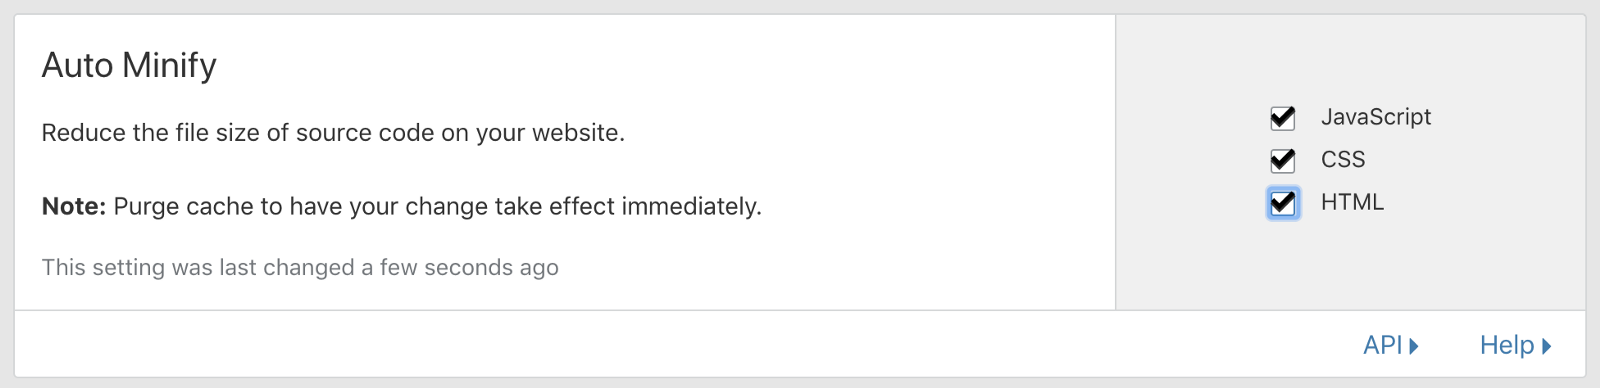 Auto Minify
Reduce the file size of source code on your website.
Note: Purge cache to have your change take effect immediately.
This setting was last changed a few seconds ago
JavaScript
CSS
HTML
API
Help